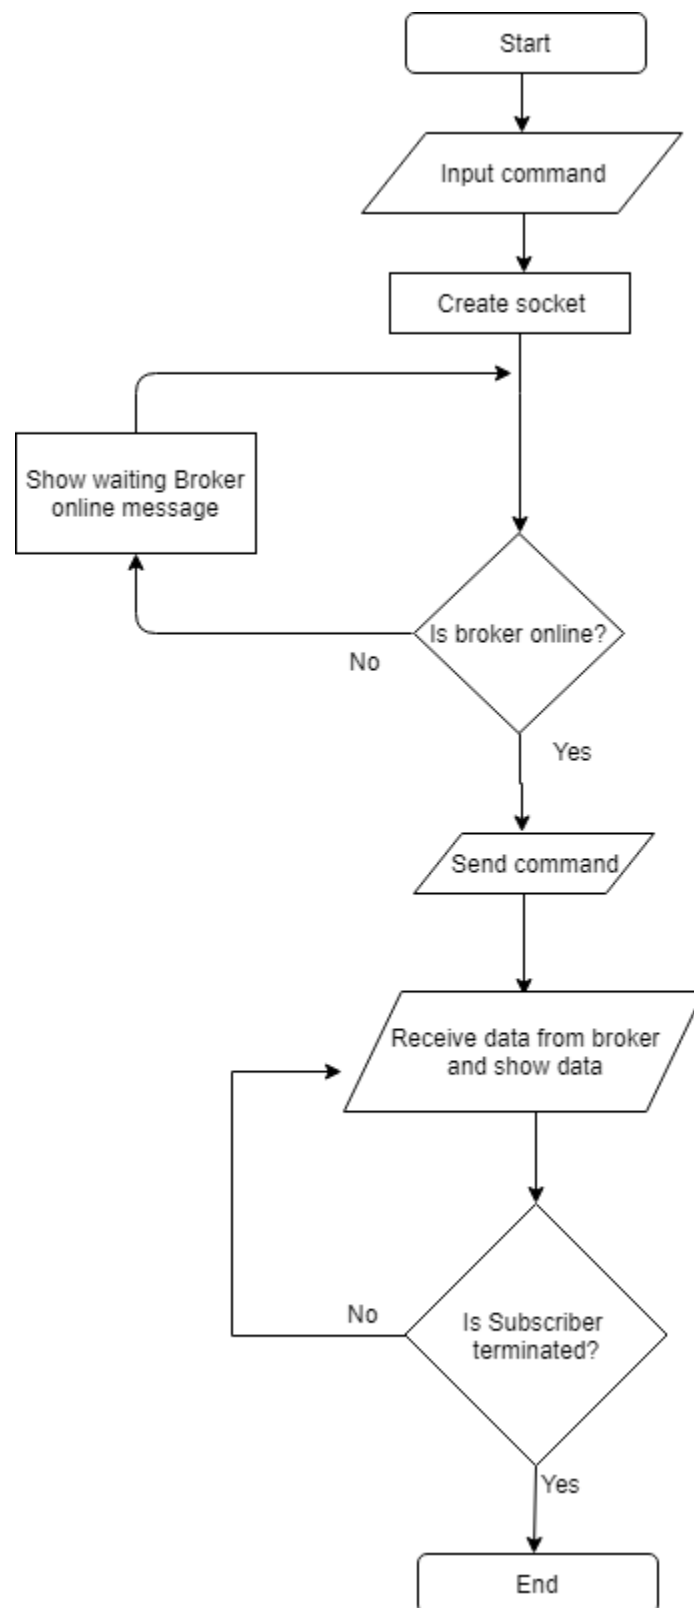 Start
Input command
Create socket
Show waiting Broker
online message
Is broker online?
No
Yes
Send command
Receive data from broker
and show data
No
Is Subscriber
terminated?
Yes
End